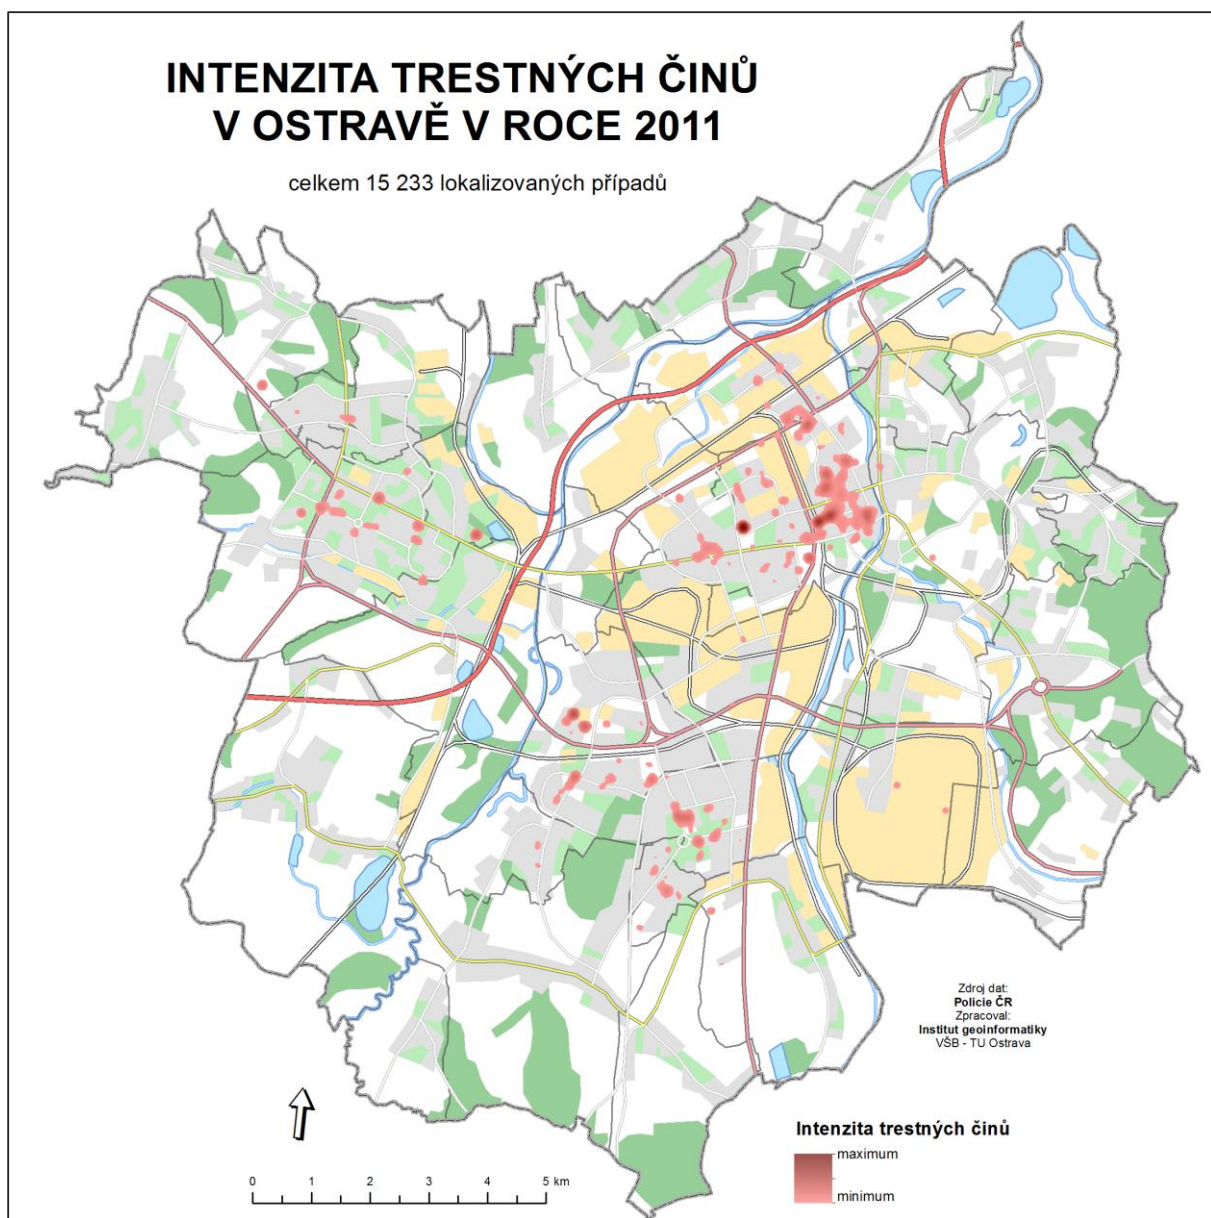 INTENZITA TRESTNÝCH ČINŮ
V OSTRAVĚ V ROCE 2011
celkem 15 233 lokalizovaných případů
Zdroj dat:
Policie ČR
Zpracoval:
Institut geoinformatiky
VŠB - TU Ostrava
Intenzita trestných činů
maximum
minimum
0 1 2 3 4 5 km